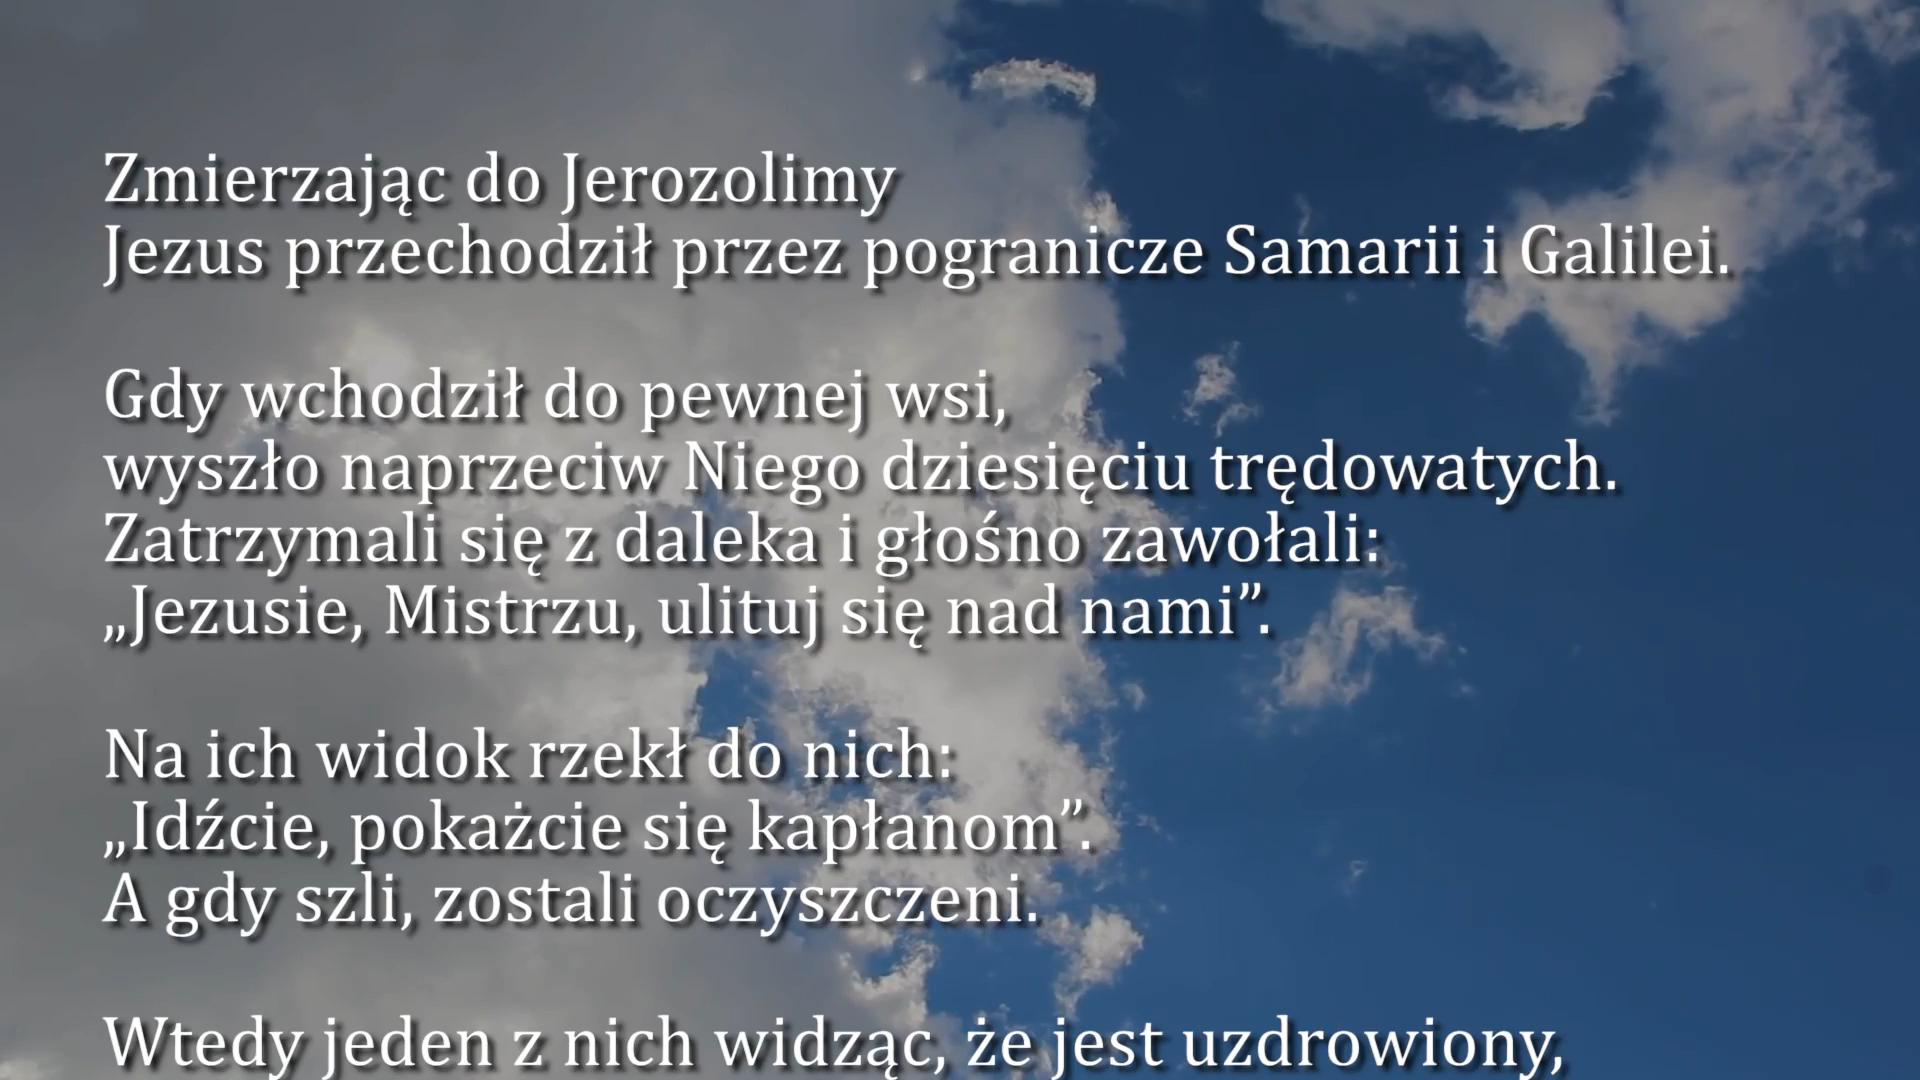 Zmierzając do Jerozolimy
Jezus przechodził przez pogranicze Samarii i Galilei.
Gdy wchodził do pewnej wsi,
wyszło naprzeciw Niego dziesięciu trędowatych.
Zatrzymali się z daleka i głośno zawołali:
„Jezusie, Mistrzu, ulituj się nad nami”.
Na ich widok rzekł do nich:
„Idźcie, pokażcie się kapłanom”.
A gdy szli, zostali oczyszczeni.
Wtedy jeden z nich widząc, że jest uzdrowiony,